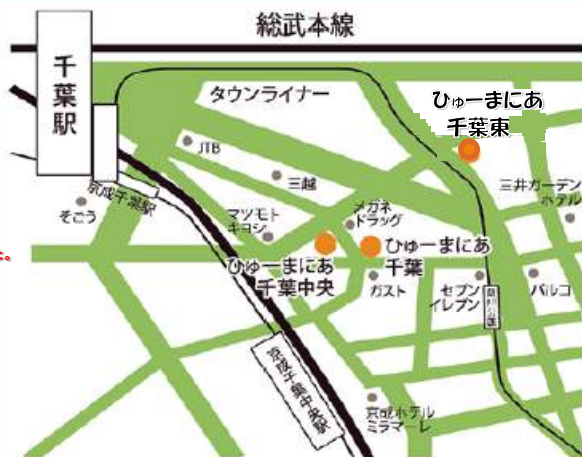 総武本線
千葉駅
タウンライナー
ひゅーまにあ
千葉東
JTB
三越
三井ガーデン
ホテル
京成千葉駅
そごう
マツモト
キヨシ
メガネ
ドラッグ
ひゅーまにあ
千葉中央
ひゅーまにあ
千葉
ガスト
セブン
イレブン
パルコ
京成千葉中央駅
京成ホテル
ミラマーレ
た。